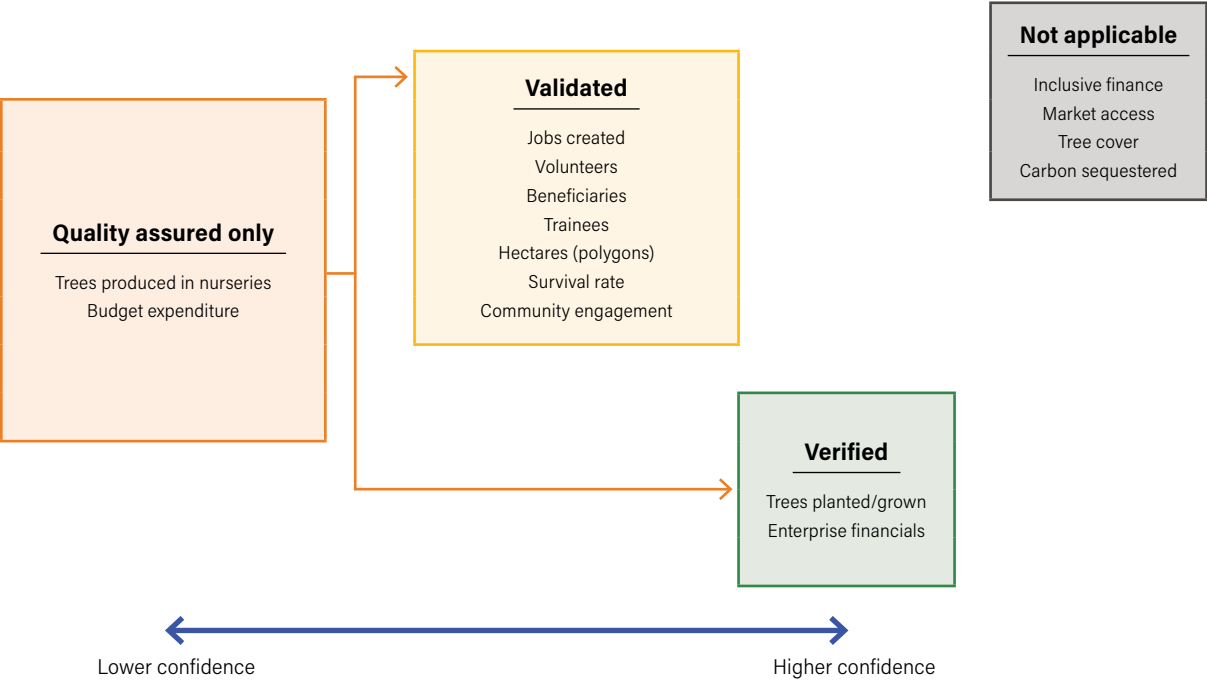 Quality assured only
Trees produced in nurseries
Budget expenditure
Validated
Jobs created
Volunteers
Beneficiaries
Trainees
Hectares (polygons)
Survival rate
Community engagement
Verified
Trees planted/grown
Enterprise financials
Not applicable
Inclusive finance
Market access
Tree cover
Carbon sequestered
Lower confidence
Higher confidence